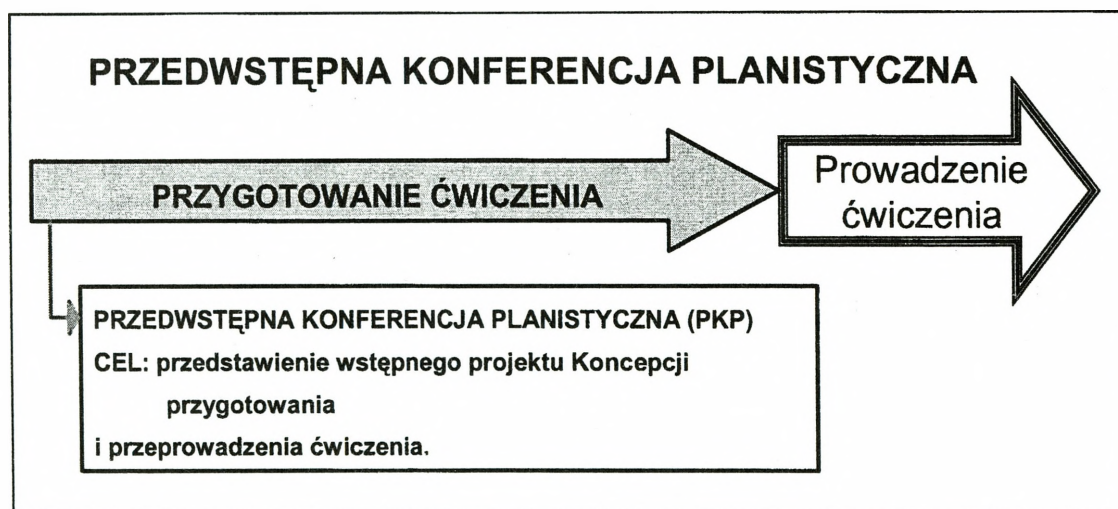 PRZEDWSTĘPNA KONFERENCJA PLANISTYCZNA
PRZYGOTOWANIE ĆWICZENIA
Prowadzenie
ćwiczenia
PRZEDWSTĘPNA KONFERENCJA PLANISTYCZNA (PKP)
CEL: przedstawienie wstępnego projektu Koncepcji
przygotowania
i przeprowadzenia ćwiczenia.